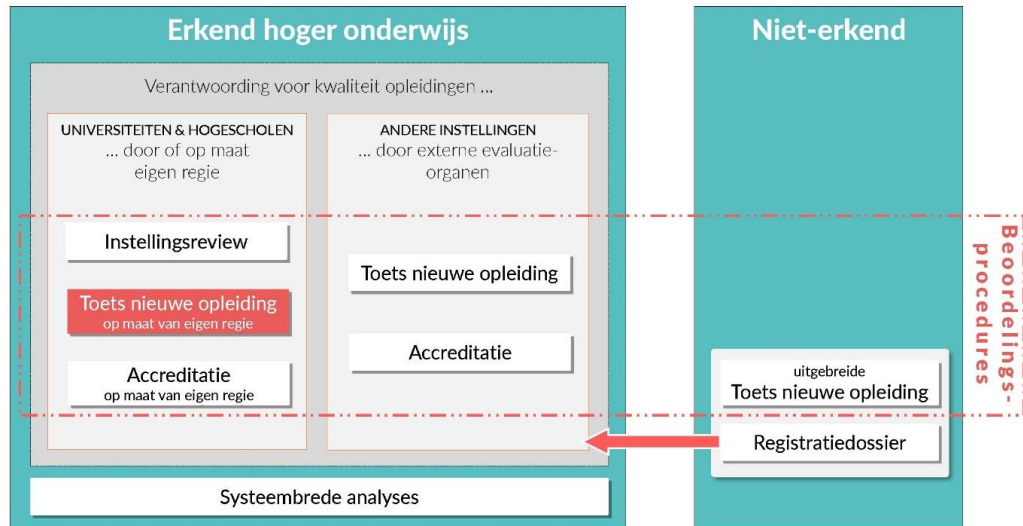 Erkend hoger onderwijs
Verantwoording voor kwaliteit opleidingen ...
UNIVERSITEITEN & HOGESCHOLEN
... door of op maat
eigen regie
Instellingsreview
Toets nieuwe opleiding
op maat van eigen regie
Accreditatie
op maat van eigen regie
ANDERE INSTELLINGEN
... door externe evaluatie-
organen
Toets nieuwe opleiding
Accreditatie
Systeembrede analyses
Niet-erkend
uitgebreide
Toets nieuwe opleiding
Registratiedossier
Beoordelings-
procedures